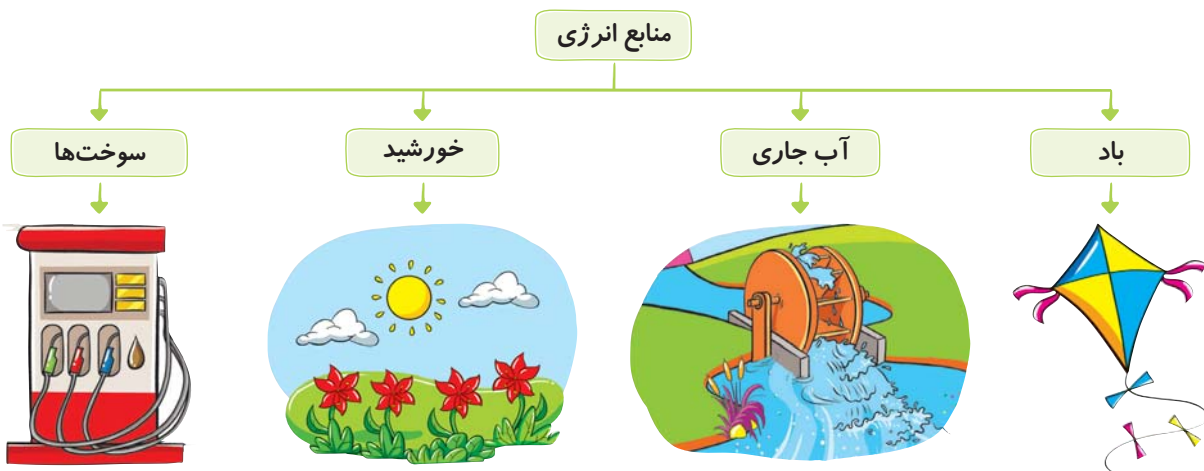 منابع انرژی
باد
آب جاری
خورشید
سوخت‌ها